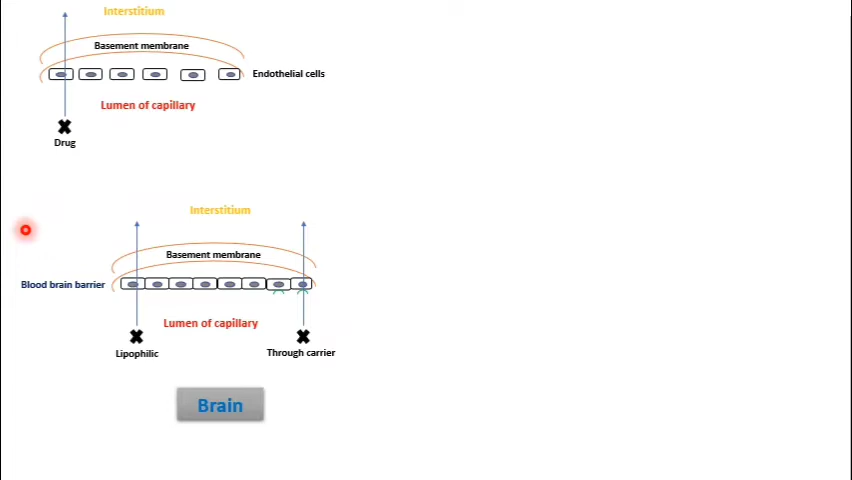 Interstitium
Basement membrane
Endothelial cells
Lumen of capillary
Drug
Interstitium
Basement membrane
Blood brain barrier
Lumen of capillary
Lipophilic
Through carrier
Brain